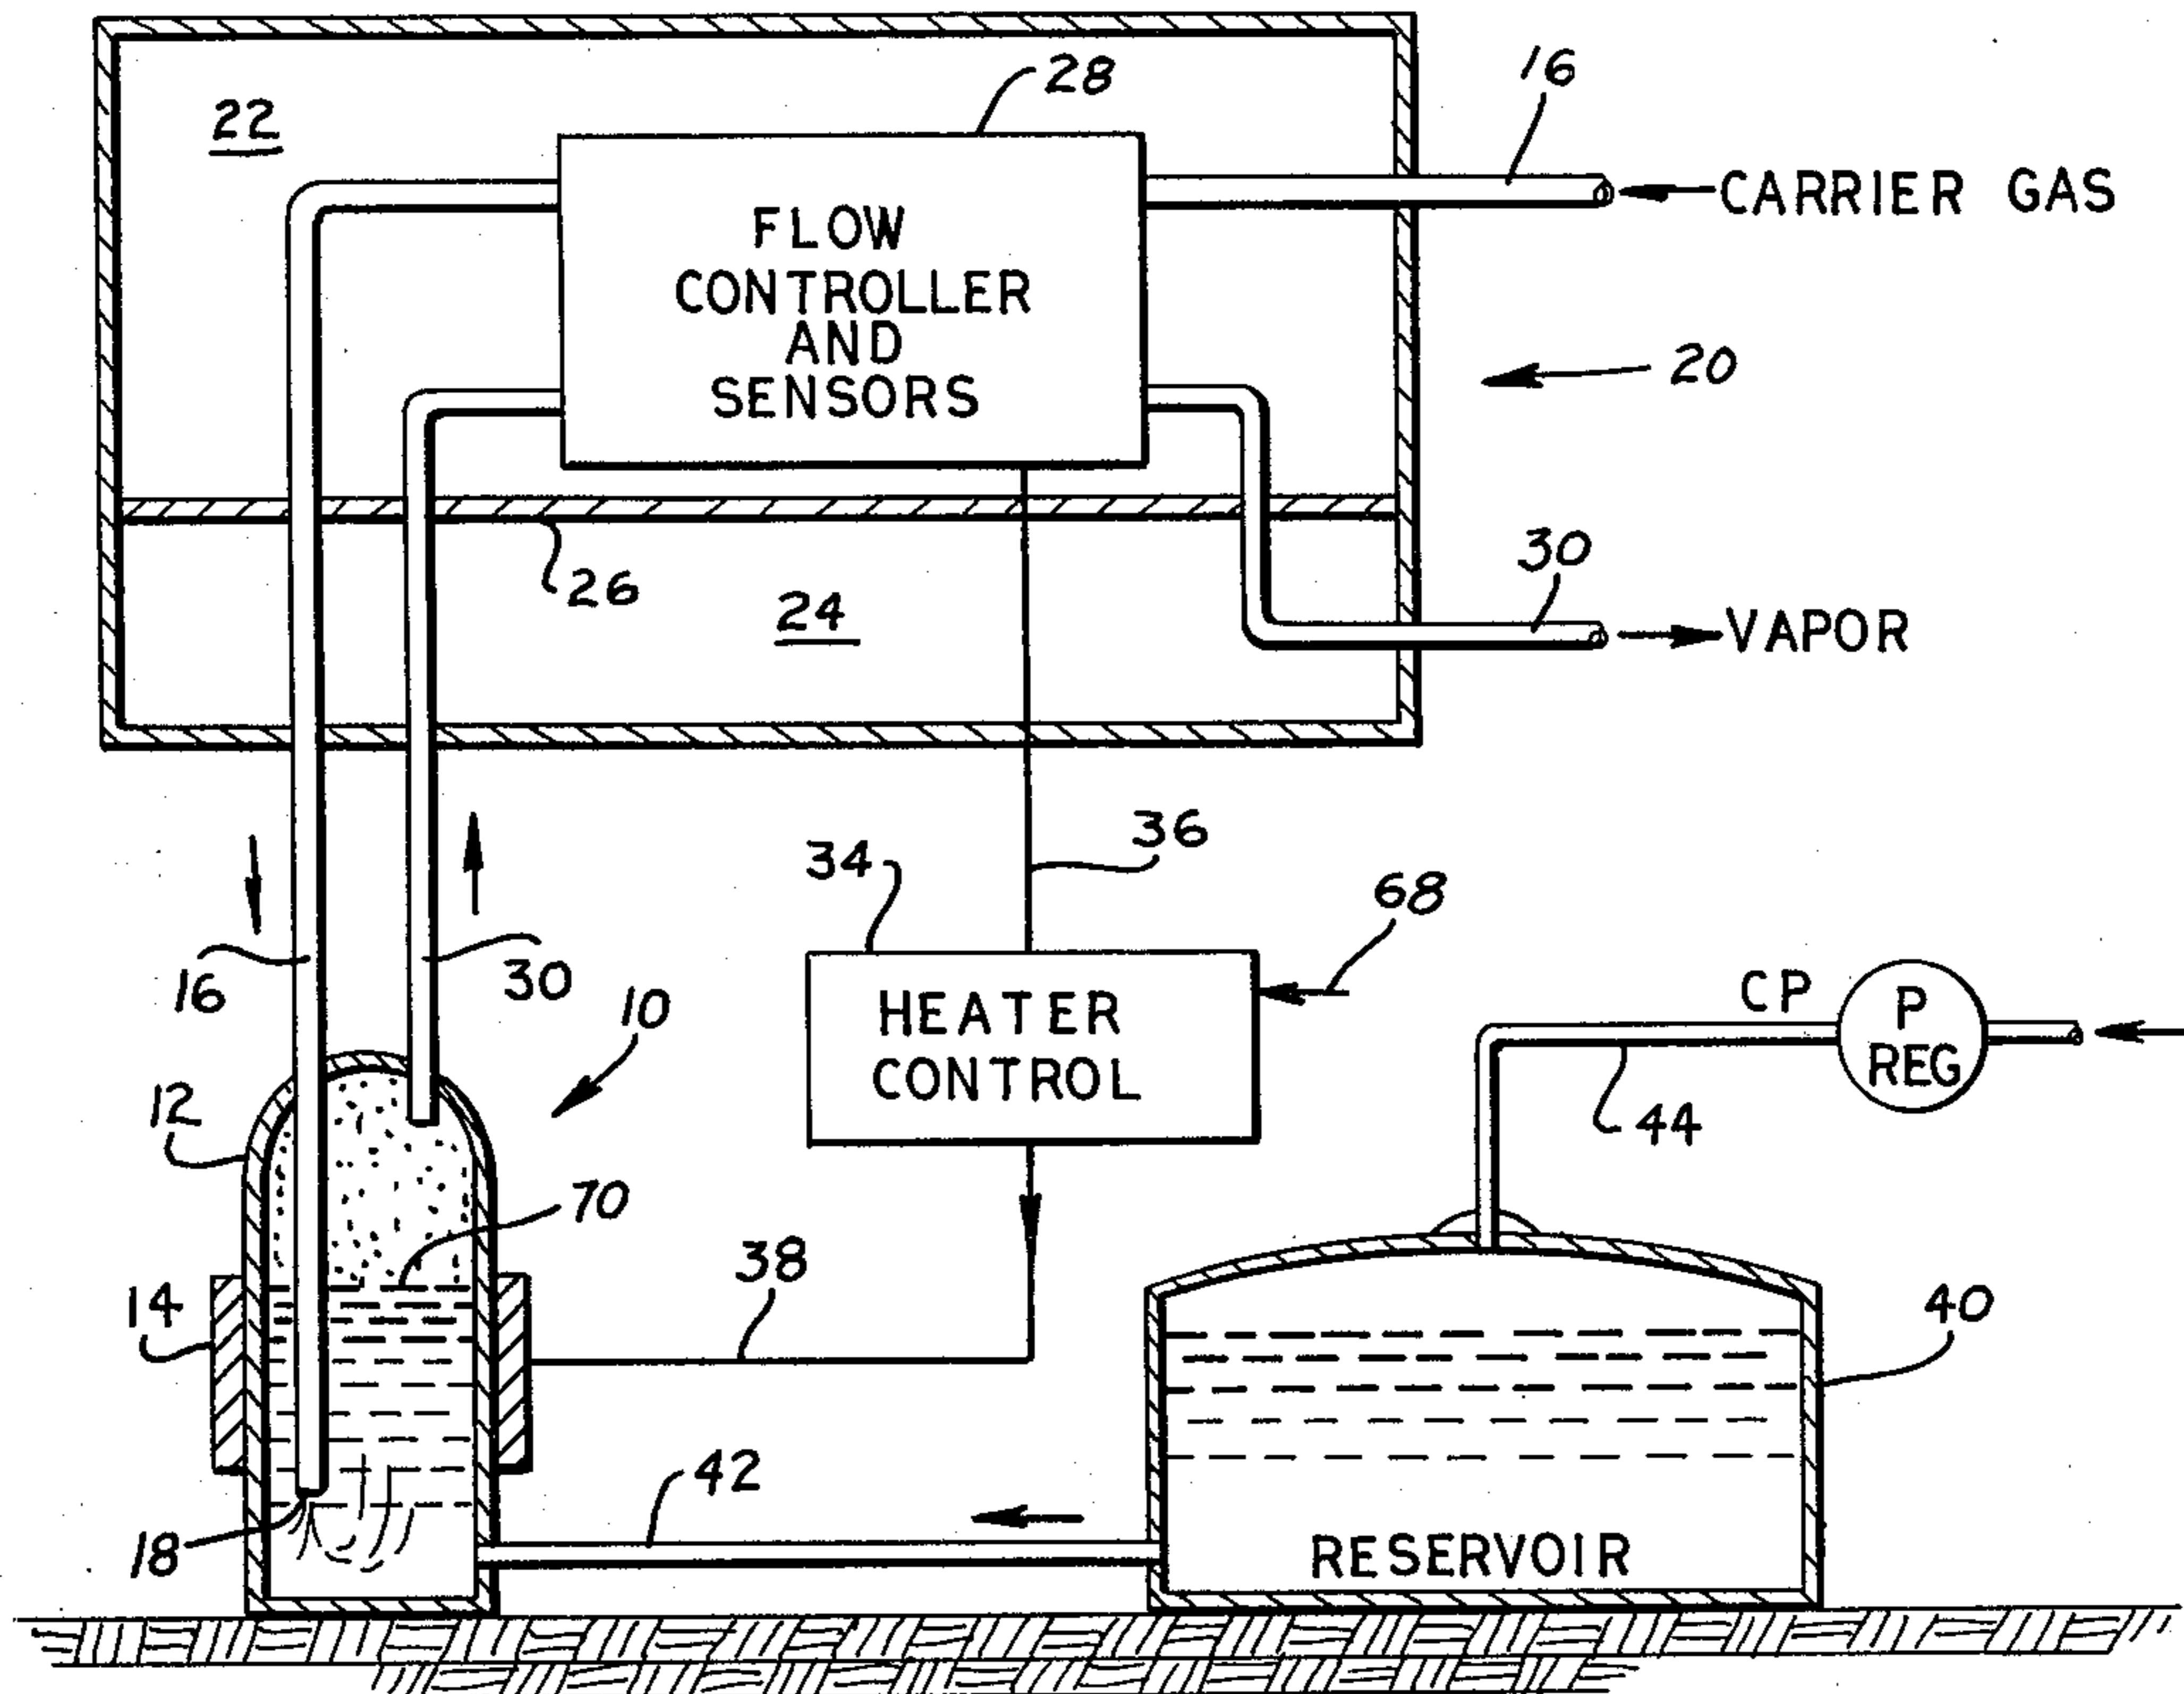 28
16
22
CARRIER GAS
FLOW
CONTROLLER
AND
SENSORS
20
26
24
30
VAPOR
34
36
68
16
30
10
HEATER
CONTROL
CP
P
REG
12
44
70
14
38
40
42
18
RESERVOIR